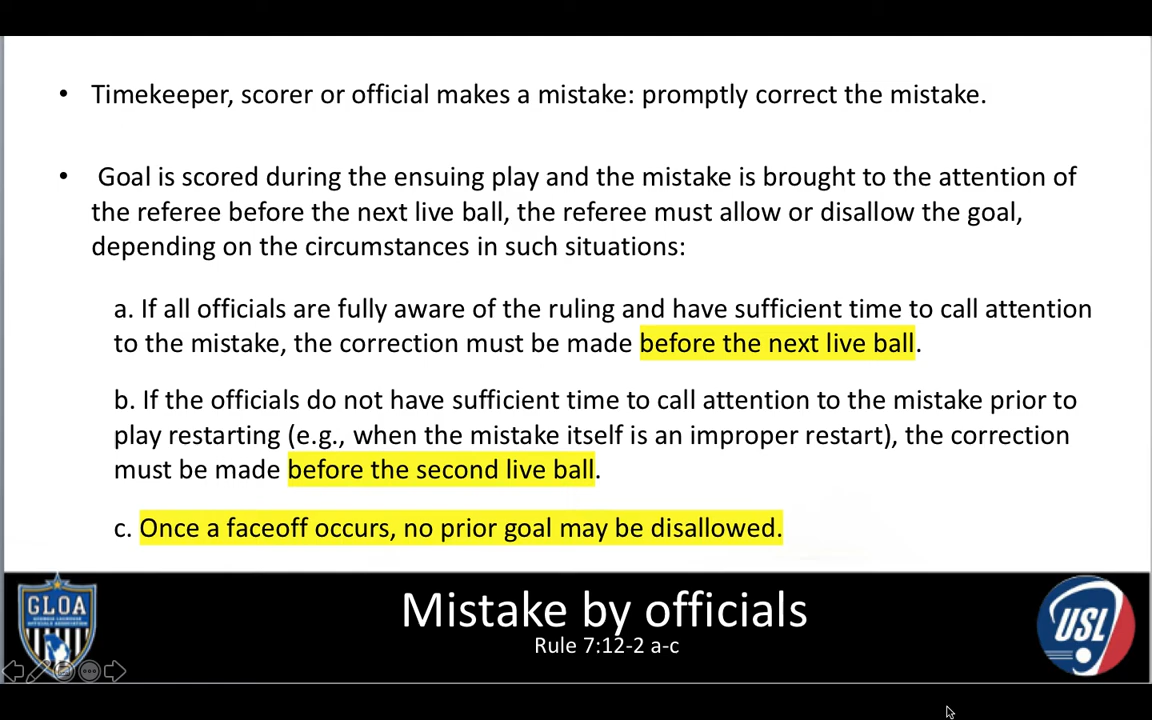 • Timekeeper, scorer or official makes a mistake: promptly correct the mistake.
• Goal is scored during the ensuing play and the mistake is brought to the attention of
the referee before the next live ball, the referee must allow or disallow the goal,
depending on the circumstances in such situations:
a. If all officials are fully aware of the ruling and have sufficient time to call attention
to the mistake, the correction must be made before the next live ball.
b. If the officials do not have sufficient time to call attention to the mistake prior to
play restarting (e.g., when the mistake itself is an improper restart), the correction
must be made before the second live ball.
c. Once a faceoff occurs, no prior goal may be disallowed.
GLOA
GEORGIA LACROSSE
OFFICIALS ASSOCIATION
Mistake by officials
Rule 7:12-2 a-c
USL